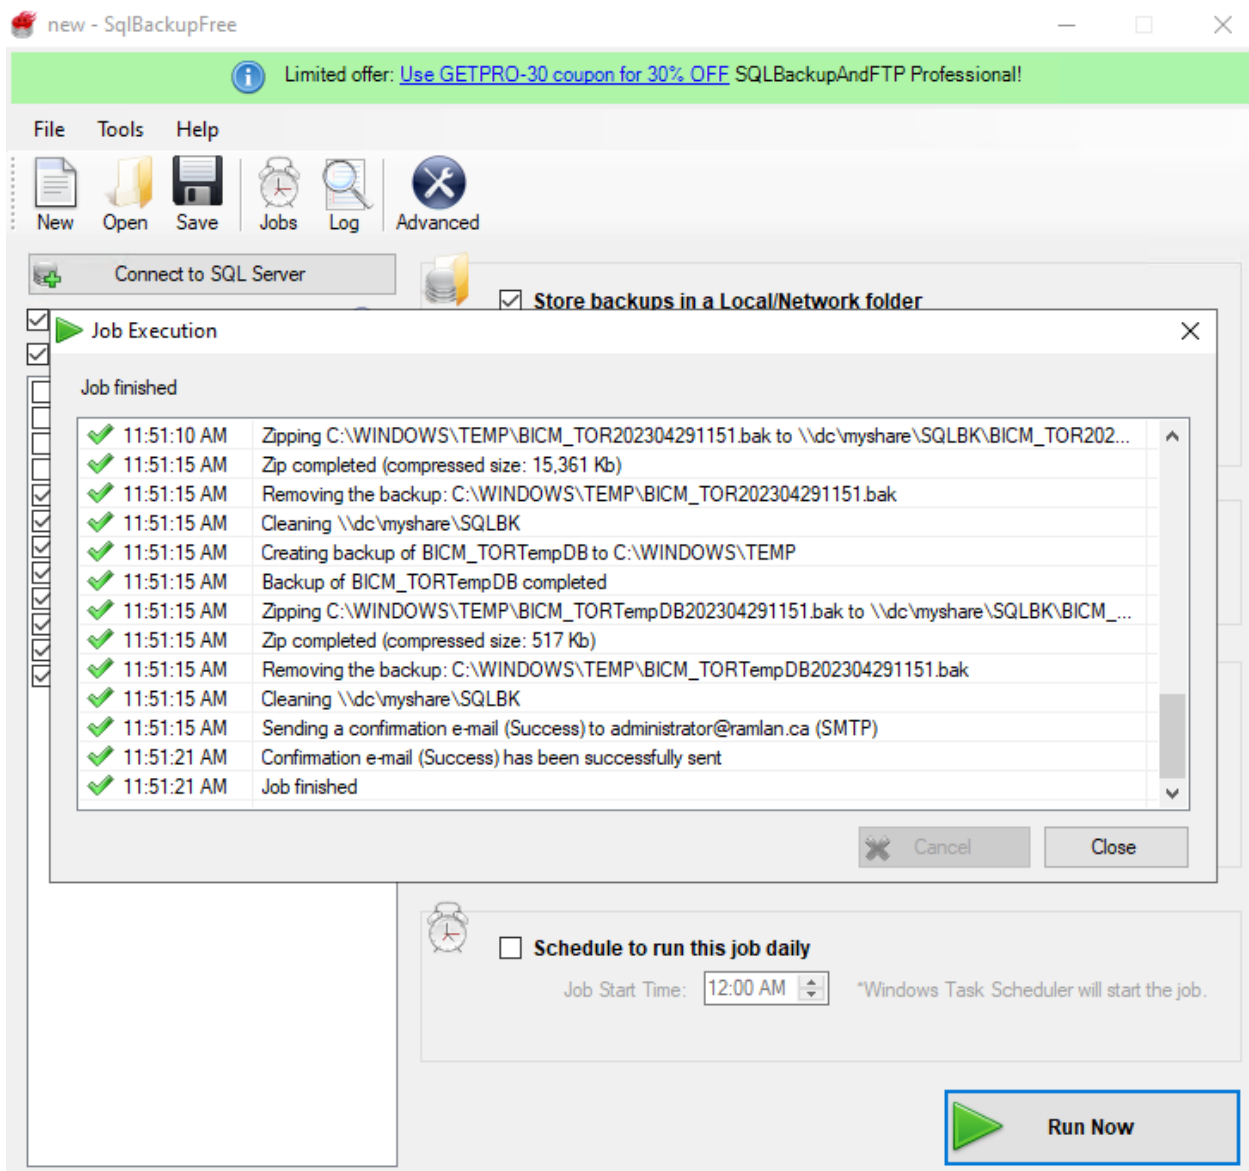 new - SqlBackupFree
Limited offer: Use GETPRO-30 coupon for 30% OFF SQLBackupAndFTP Professional!
File Tools Help
New Open Save Jobs Log Advanced
Connect to SQL Server
Store backups in a Local/Network folder
Job Execution
Job finished
11:51:10 AM Zipping C:\WINDOWS\TEMP\BICM_TOR202304291151.bak to \\dc\myshare\SQLBK\BICM_TOR202...
11:51:15 AM Zip completed (compressed size: 15,361 Kb)
11:51:15 AM Removing the backup: C:\WINDOWS\TEMP\BICM_TOR202304291151.bak
11:51:15 AM Cleaning \\dc\myshare\SQLBK
11:51:15 AM Creating backup of BICM_TORTempDB to C:\WINDOWS\TEMP
11:51:15 AM Backup of BICM_TORTempDB completed
11:51:15 AM Zipping C:\WINDOWS\TEMP\BICM_TORTempDB202304291151.bak to \\dc\myshare\SQLBK\BICM_...
11:51:15 AM Zip completed (compressed size: 517 Kb)
11:51:15 AM Removing the backup: C:\WINDOWS\TEMP\BICM_TORTempDB202304291151.bak
11:51:15 AM Cleaning \\dc\myshare\SQLBK
11:51:15 AM Sending a confirmation e-mail (Success) to administrator@ramlan.ca (SMTP)
11:51:21 AM Confirmation e-mail (Success) has been successfully sent
11:51:21 AM Job finished
Cancel Close
Schedule to run this job daily
Job Start Time: 12:00 AM *Windows Task Scheduler will start the job.
Run Now